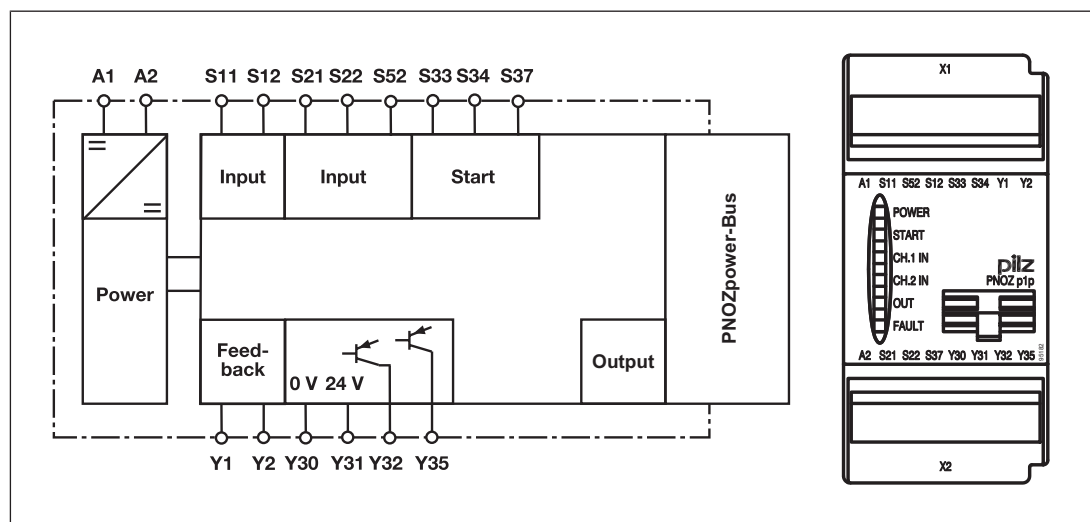 A1 A2 S11 S12 S21 S22 S52 S33 S34 S37
Input Input Start
Power
PNOZpower-Bus
Feed-
back
0 V 24 V
Output
Y1 Y2 Y30 Y31 Y32 Y35
X1
A1 S11 S52 S12 S33 S34 Y1 Y2
POWER
START
CH.1 IN
CH.2 IN
OUT
FAULT
pilz
PNOZ p1p
A2 S21 S22 S37 Y30 Y31 Y32 Y35
95182
X2